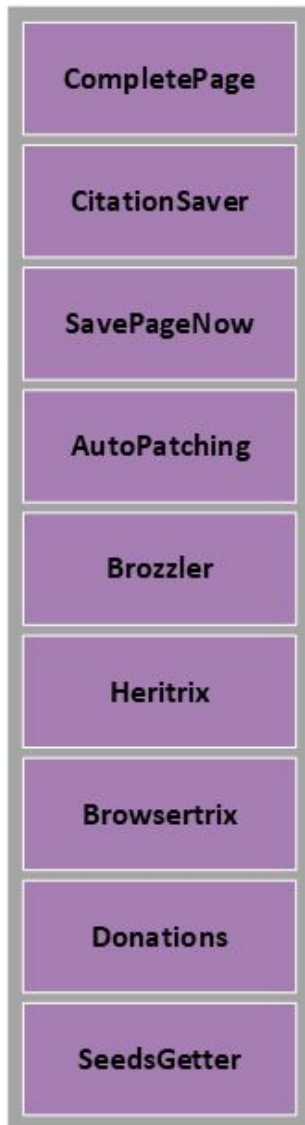 CompletePage
CitationSaver
SavePageNow
AutoPatching
Brozzler
Heritrix
Browsertrix
Donations
SeedsGetter